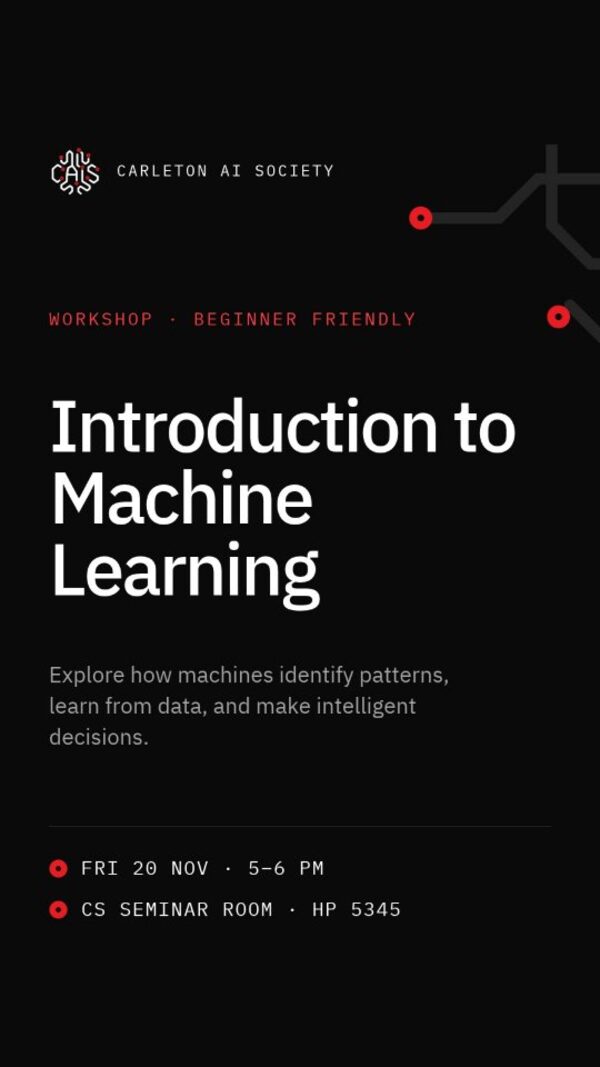 CAIS
CARLETON AI SOCIETY
WORKSHOP · BEGINNER FRIENDLY
Introduction to
Machine
Learning
Explore how machines identify patterns,
learn from data, and make intelligent
decisions.
FRI 20 NOV · 5–6 PM
CS SEMINAR ROOM · HP 5345